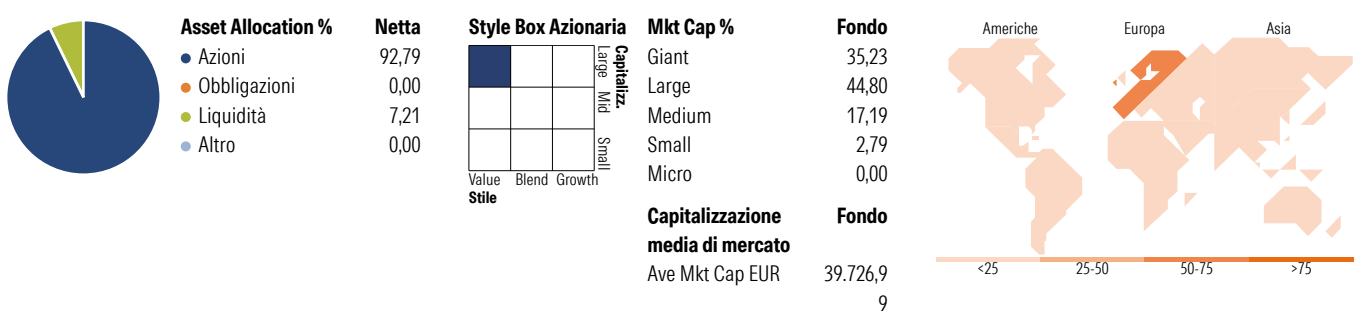 Asset Allocation % Netta
Azioni 92,79
Obbligazioni 0,00
Liquidità 7,21
Altro 0,00
Style Box Azionaria
Large Mid Small
Capitalizz.
Value Blend Growth
Stile
Mkt Cap % Fondo
Giant 35,23
Large 44,80
Medium 17,19
Small 2,79
Micro 0,00
Capitalizzazione Fondo
media di mercato
Ave Mkt Cap EUR 39.726,9
9
Americhe Europa Asia
<25 25-50 50-75 >75